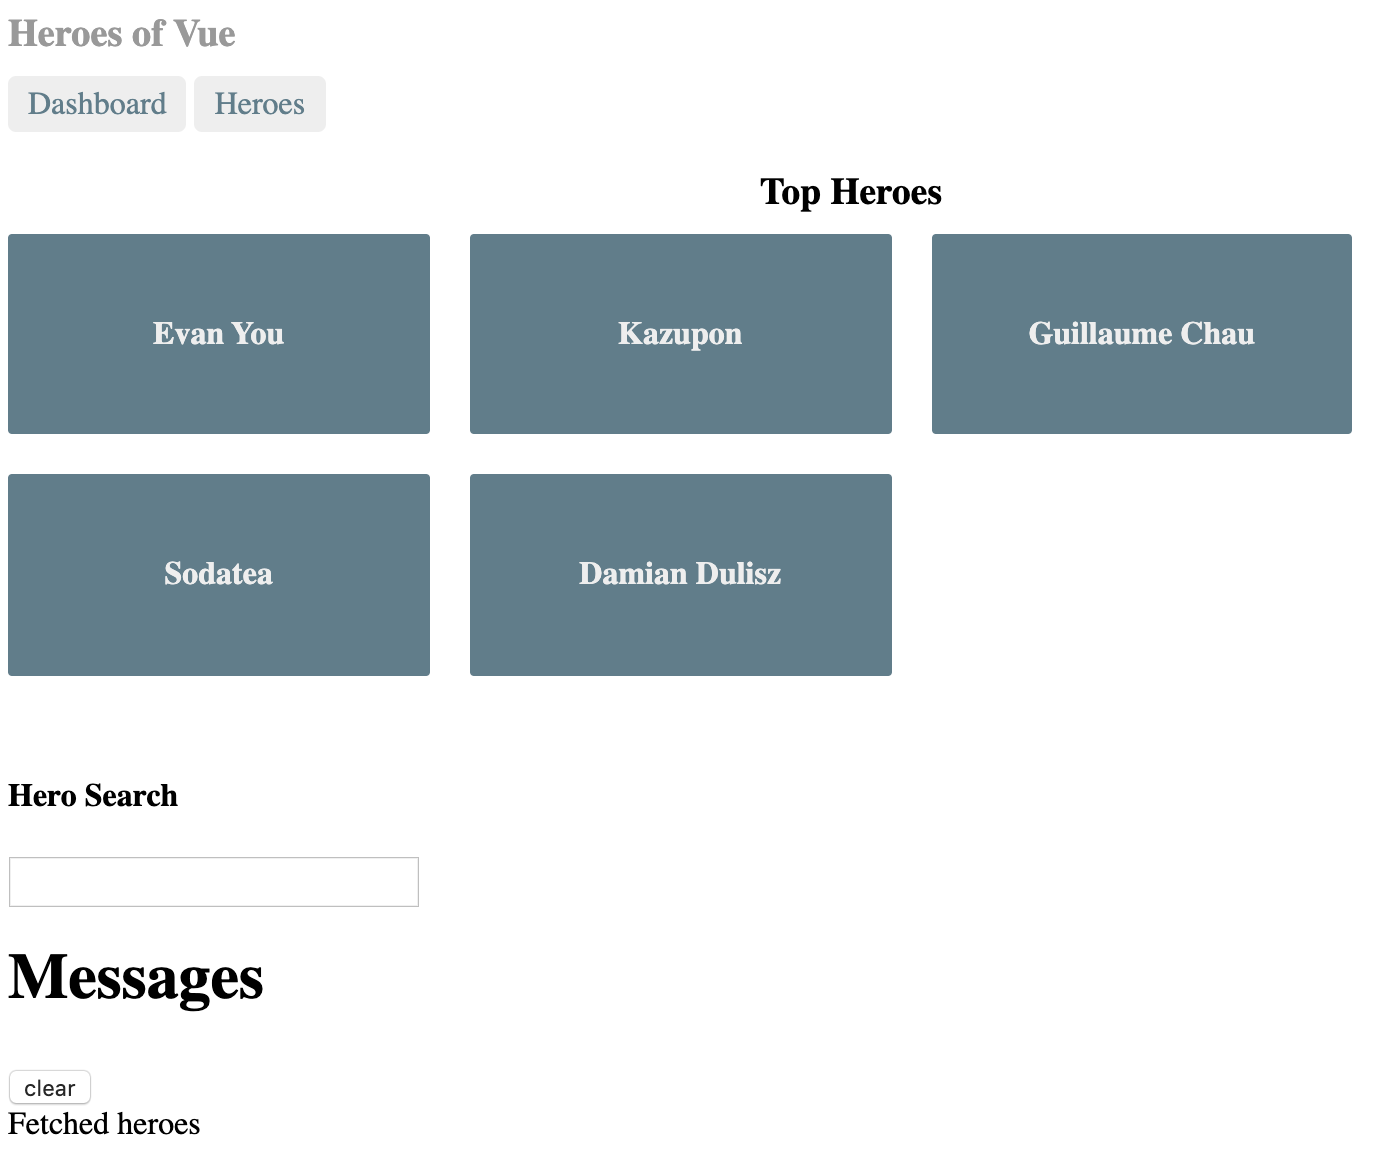 Heroes of Vue
Dashboard Heroes
Top Heroes
Evan You Kazupon Guillaume Chau
Sodatea Damian Dulisz
Hero Search
Messages
clear
Fetched heroes